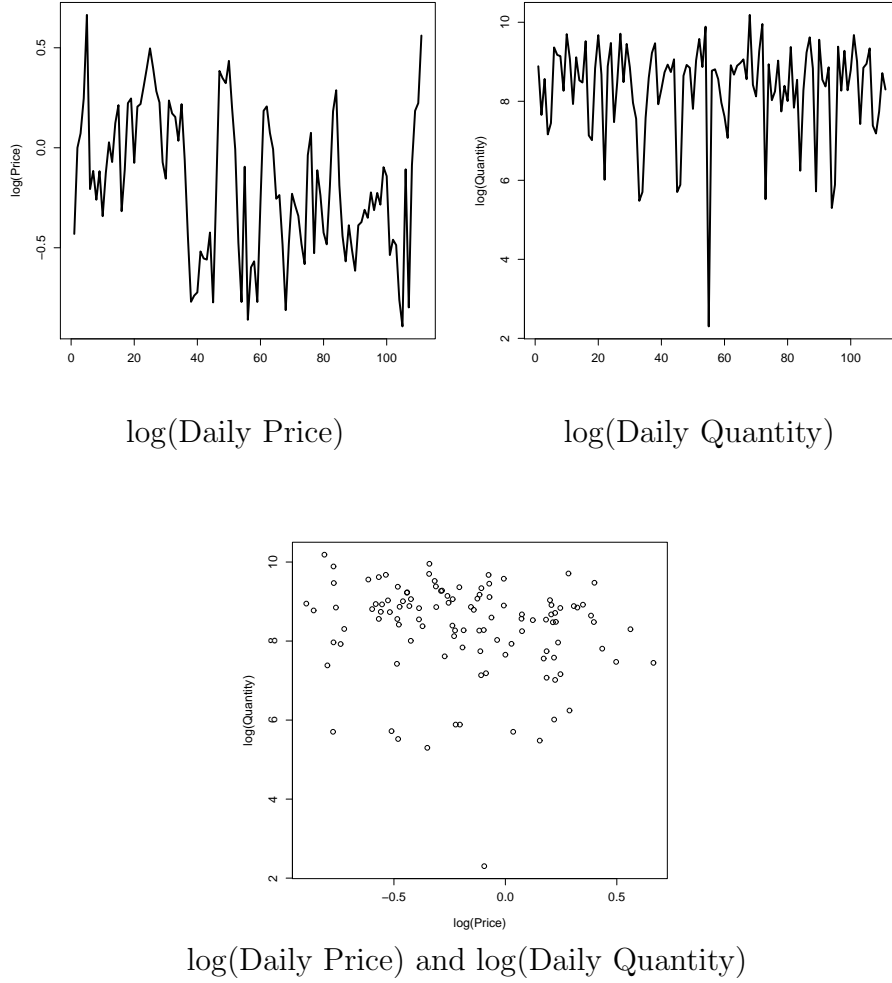 log(Price)
0.5
0.0
−0.5
0 20 40 60 80 100
log(Quantity)
10
8
6
4
2
0 20 40 60 80 100
log(Daily Price)
log(Daily Quantity)
log(Quantity)
10
8
6
4
2
−0.5 0.0 0.5
log(Price)
log(Daily Price) and log(Daily Quantity)